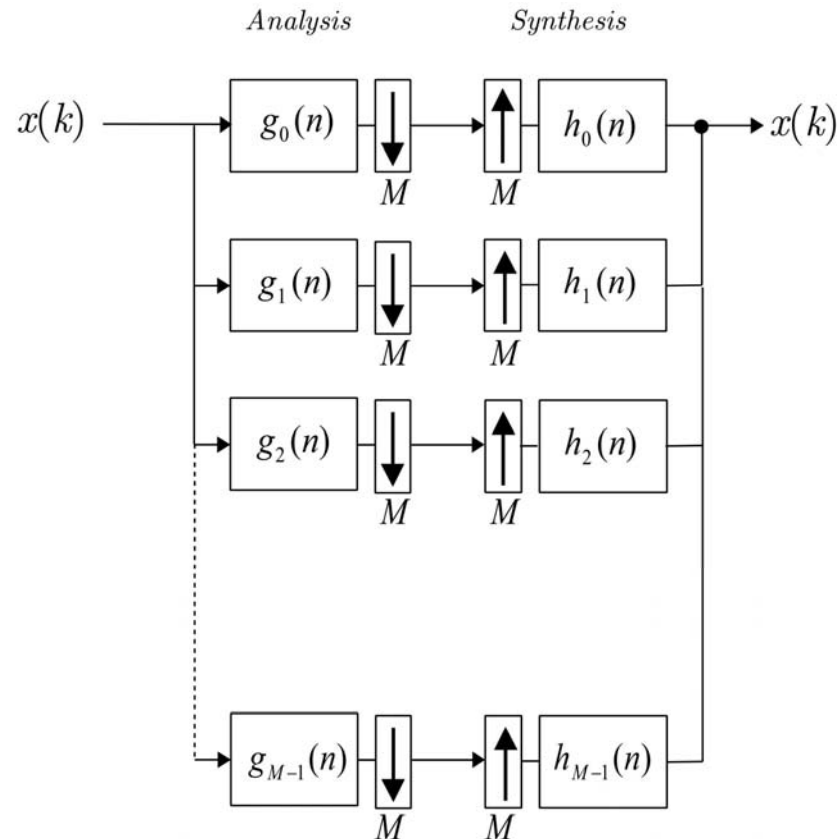 Analysis Synthesis
x(k) g₀(n) h₀(n) x(k)
M M
g₁(n) h₁(n)
M M
g₂(n) h₂(n)
M M
g_{M−1}(n) h_{M−1}(n)
M M